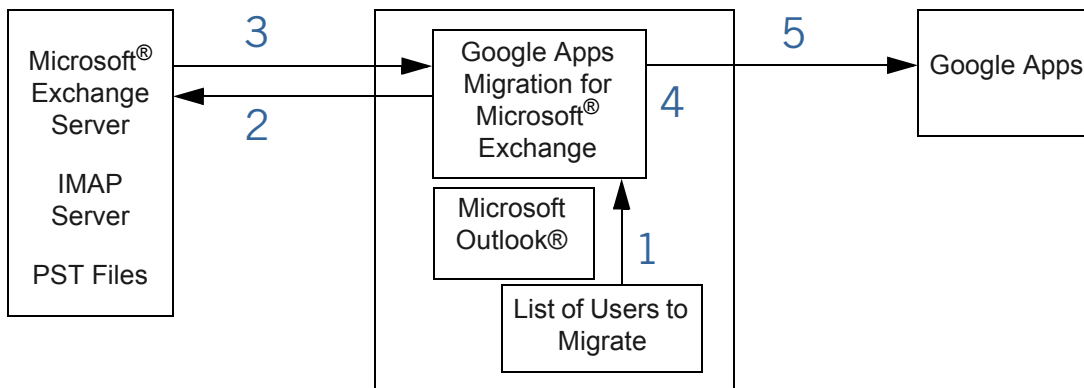 Microsoft®
Exchange
Server
IMAP
Server
PST Files
3
2
Google Apps
Migration for
Microsoft®
Exchange
4
Microsoft
Outlook®
1
List of Users to
Migrate
5
Google Apps